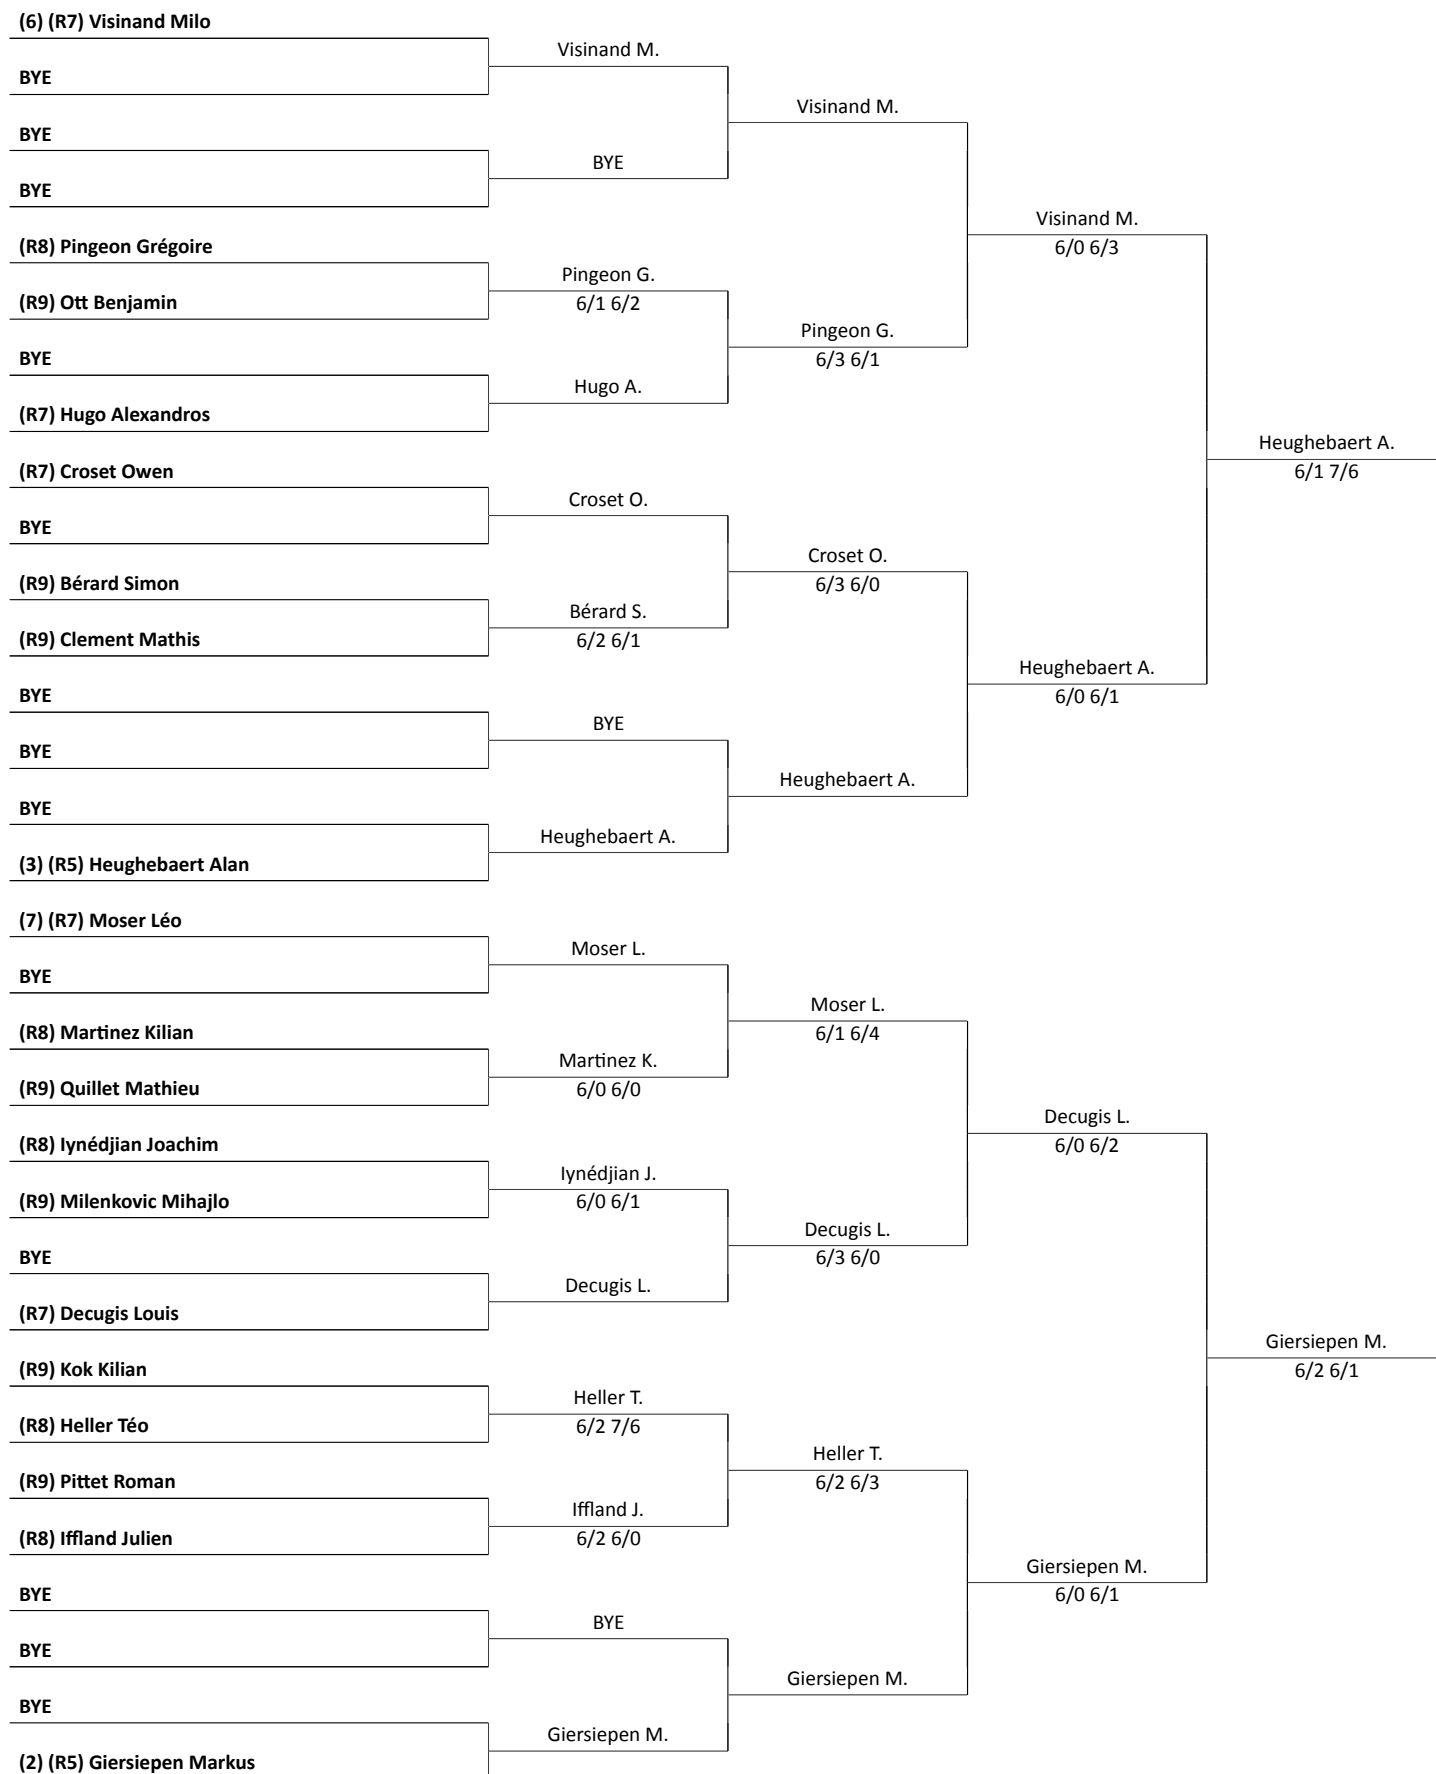 (6) (R7) Visinand Milo
Visinand M.
BYE
Visinand M.
BYE
BYE
BYE
Visinand M.
6/0 6/3
(R8) Pingeon Grégoire
Pingeon G.
6/1 6/2
(R9) Ott Benjamin
Pingeon G.
6/3 6/1
BYE
Hugo A.
(R7) Hugo Alexandros
Heughebaert A.
6/1 7/6
(R7) Croset Owen
Croset O.
BYE
Croset O.
6/3 6/0
(R9) Bérard Simon
Bérard S.
6/2 6/1
(R9) Clement Mathis
Heughebaert A.
6/0 6/1
BYE
BYE
BYE
Heughebaert A.
BYE
Heughebaert A.
(3) (R5) Heughebaert Alan
(7) (R7) Moser Léo
Moser L.
BYE
Moser L.
6/1 6/4
(R8) Martinez Kilian
Martinez K.
6/0 6/0
(R9) Quillet Mathieu
Decugis L.
6/0 6/2
(R8) Iynédjian Joachim
Iynédjian J.
6/0 6/1
(R9) Milenkovic Mihajlo
Decugis L.
6/3 6/0
BYE
Decugis L.
(R7) Decugis Louis
Giersiepen M.
6/2 6/1
(R9) Kok Kilian
Heller T.
6/2 7/6
(R8) Heller Téo
Heller T.
6/2 6/3
(R9) Pittet Roman
Iffland J.
6/2 6/0
(R8) Iffland Julien
Giersiepen M.
6/0 6/1
BYE
BYE
BYE
Giersiepen M.
BYE
Giersiepen M.
(2) (R5) Giersiepen Markus